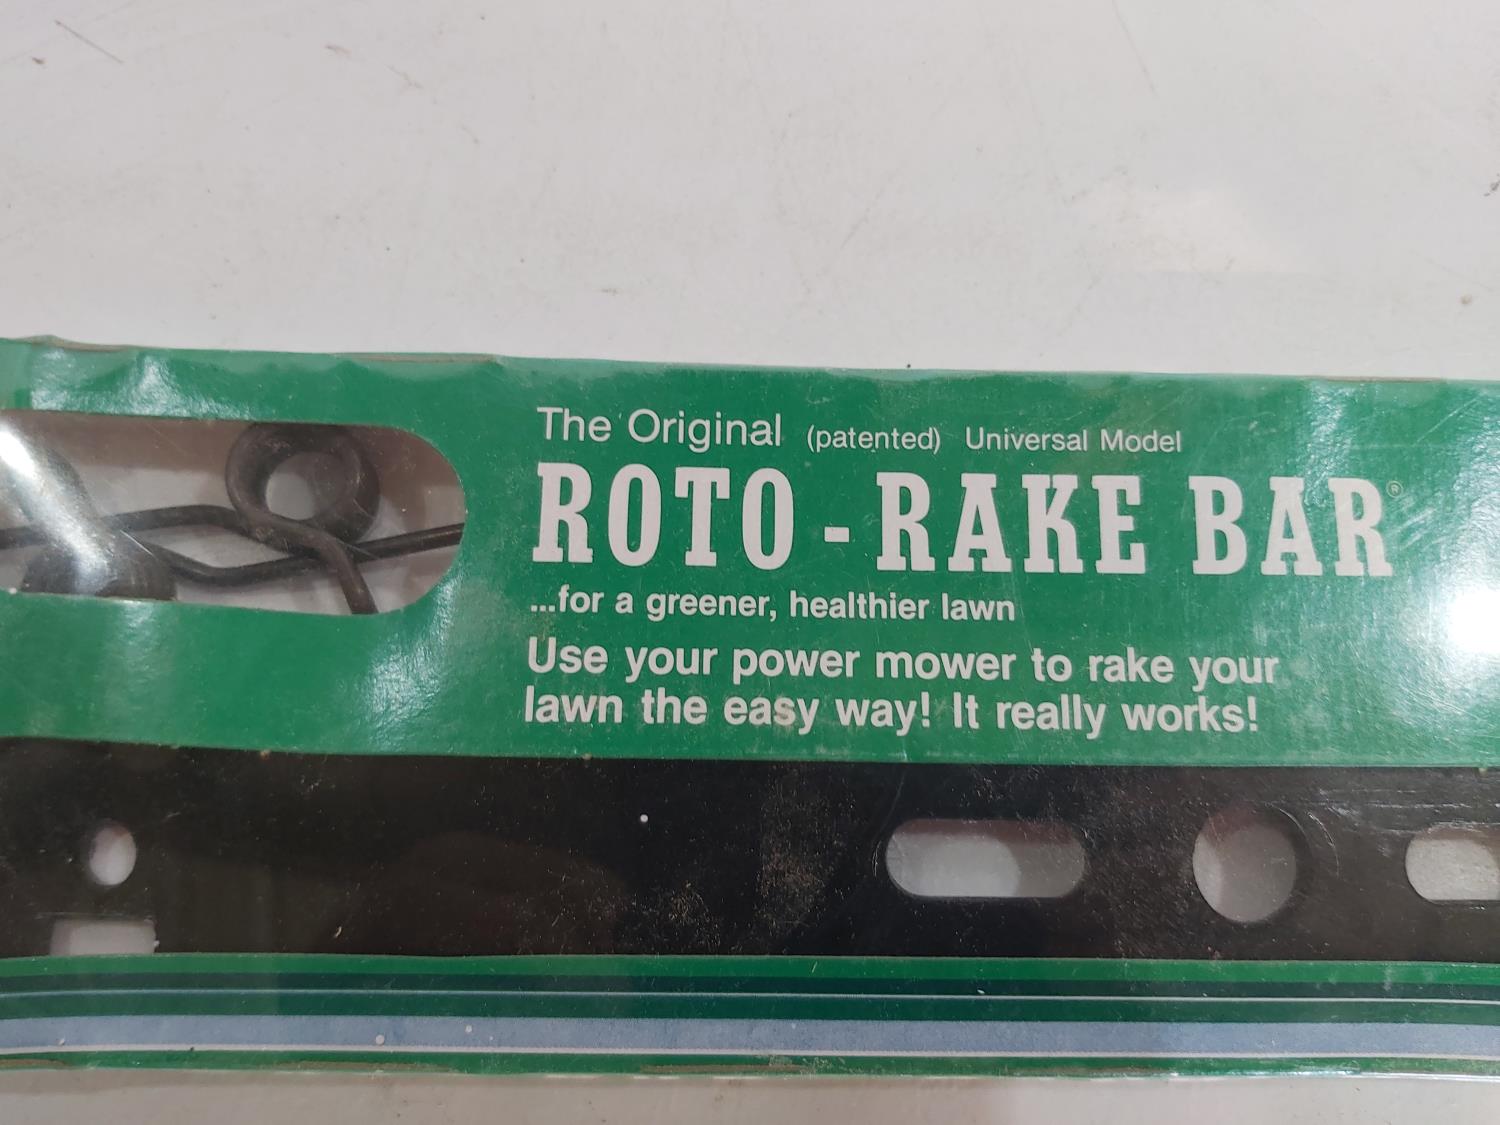 The Original (patented) Universal Model
ROTO - RAKE BAR®
...for a greener, healthier lawn
Use your power mower to rake your
lawn the easy way! It really works!